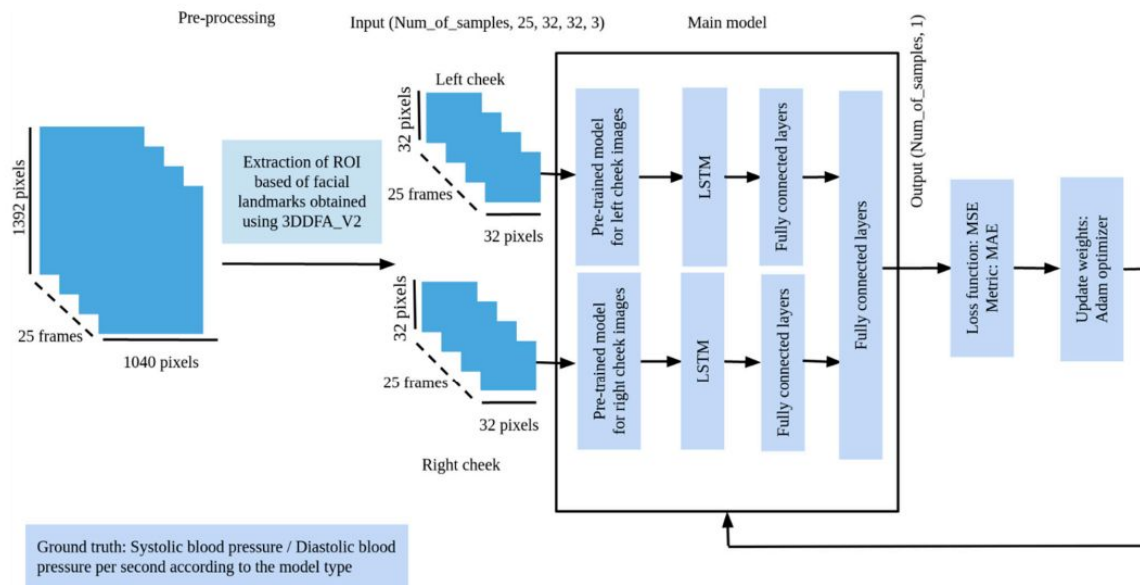 Pre-processing
Input (Num_of_samples, 25, 32, 32, 3)
Main model
Output (Num_of_samples, 1)
1392 pixels
25 frames
1040 pixels
Extraction of ROI
based of facial
landmarks obtained
using 3DDFA_V2
Left cheek
32 pixels
25 frames
32 pixels
32 pixels
25 frames
32 pixels
Right cheek
Pre-trained model
for left cheek images
LSTM
Fully connected layers
Pre-trained model
for right cheek images
LSTM
Fully connected layers
Fully connected layers
Loss function: MSE
Metric: MAE
Update weights:
Adam optimizer
Ground truth: Systolic blood pressure / Diastolic blood
pressure per second according to the model type